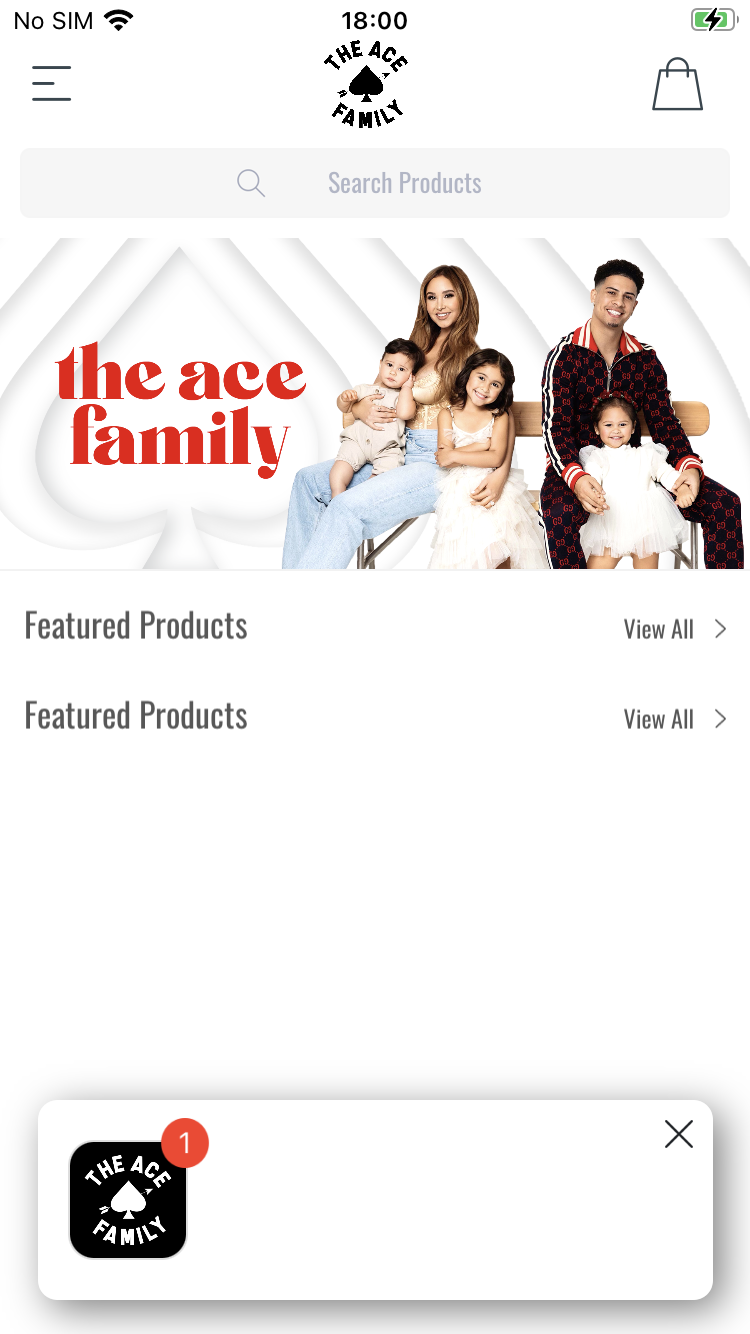 No SIM
18:00
THE ACE
FAMILY
Search Products
the ace
family
Featured Products
View All
Featured Products
View All
1
THE ACE
FAMILY